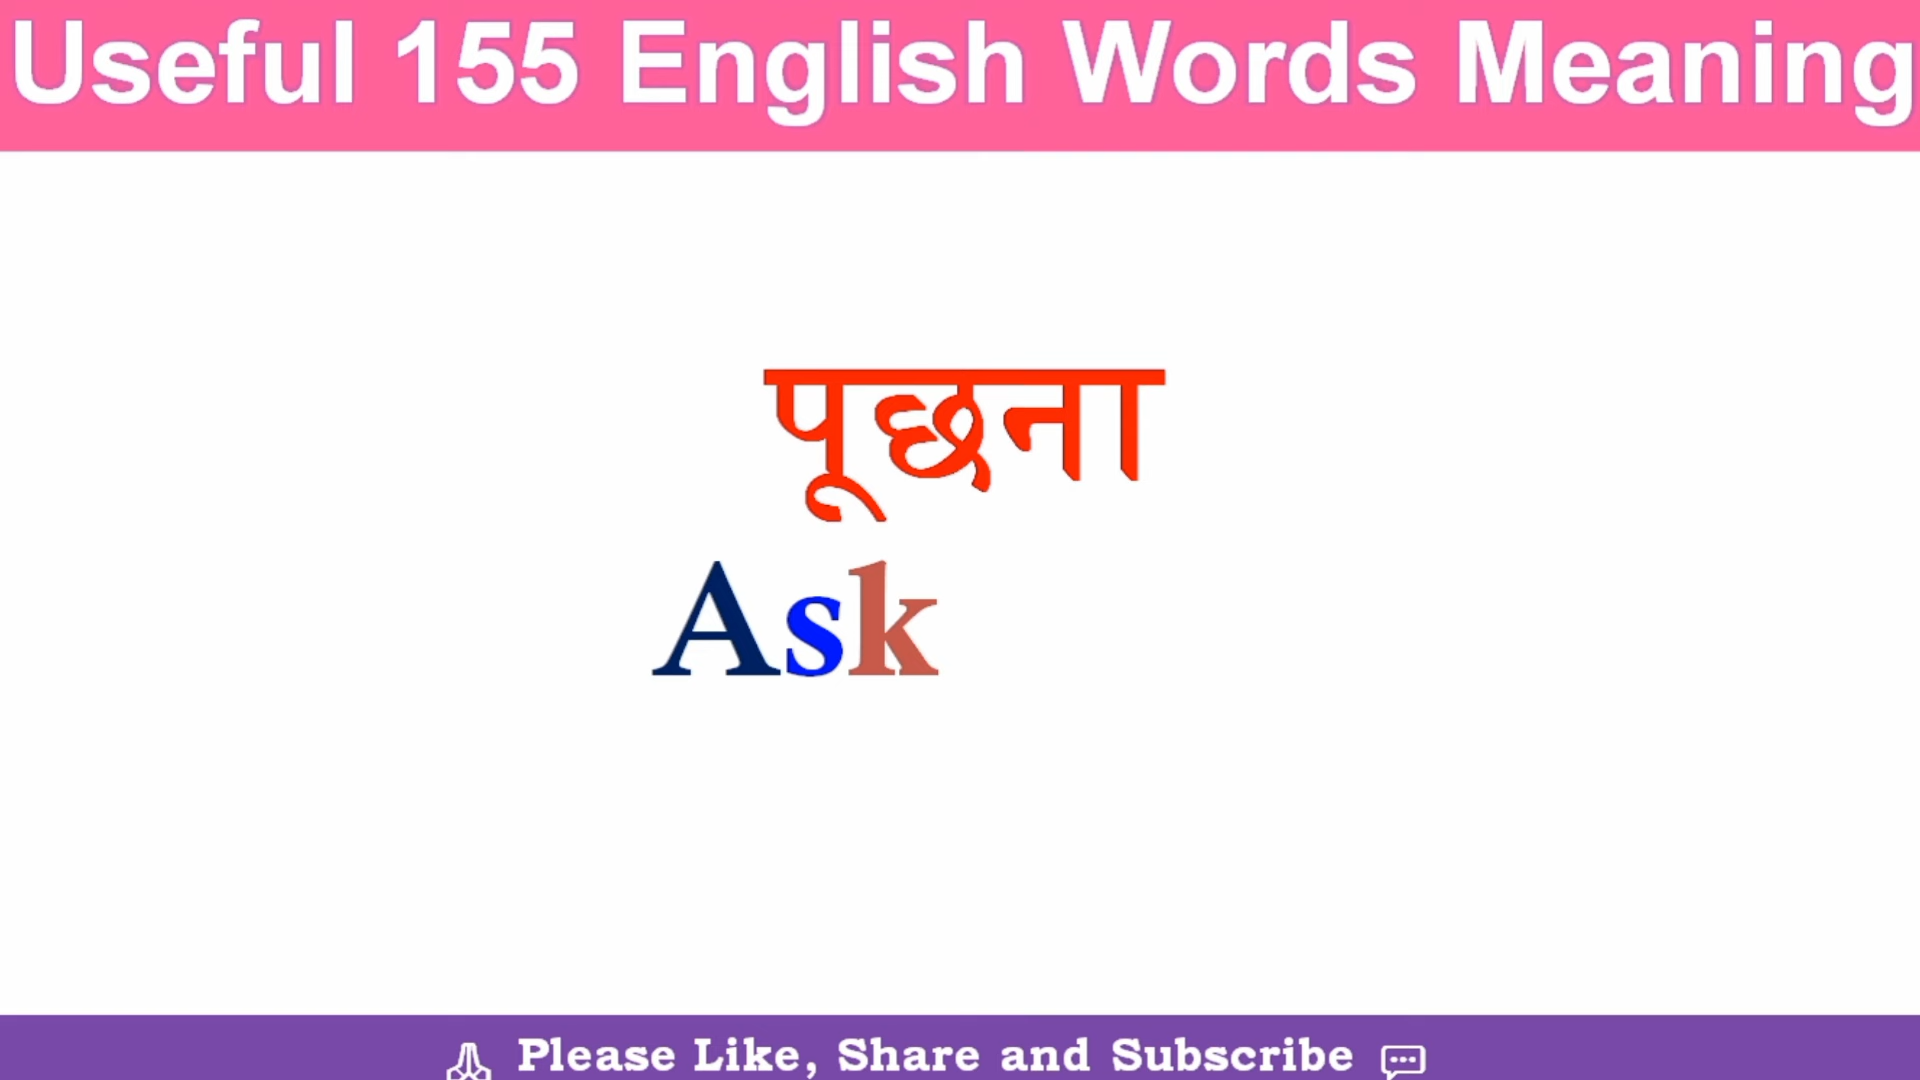 Useful 155 English Words Meaning
पूछना
Ask
Please Like, Share and Subscribe